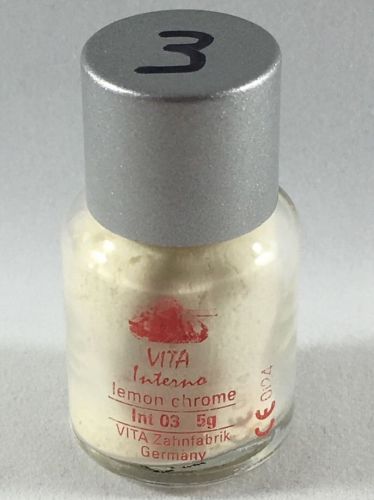 3
VITA
Interno
lemon chrome
Int 03 5g
VITA Zahnfabrik
Germany
CE 0124